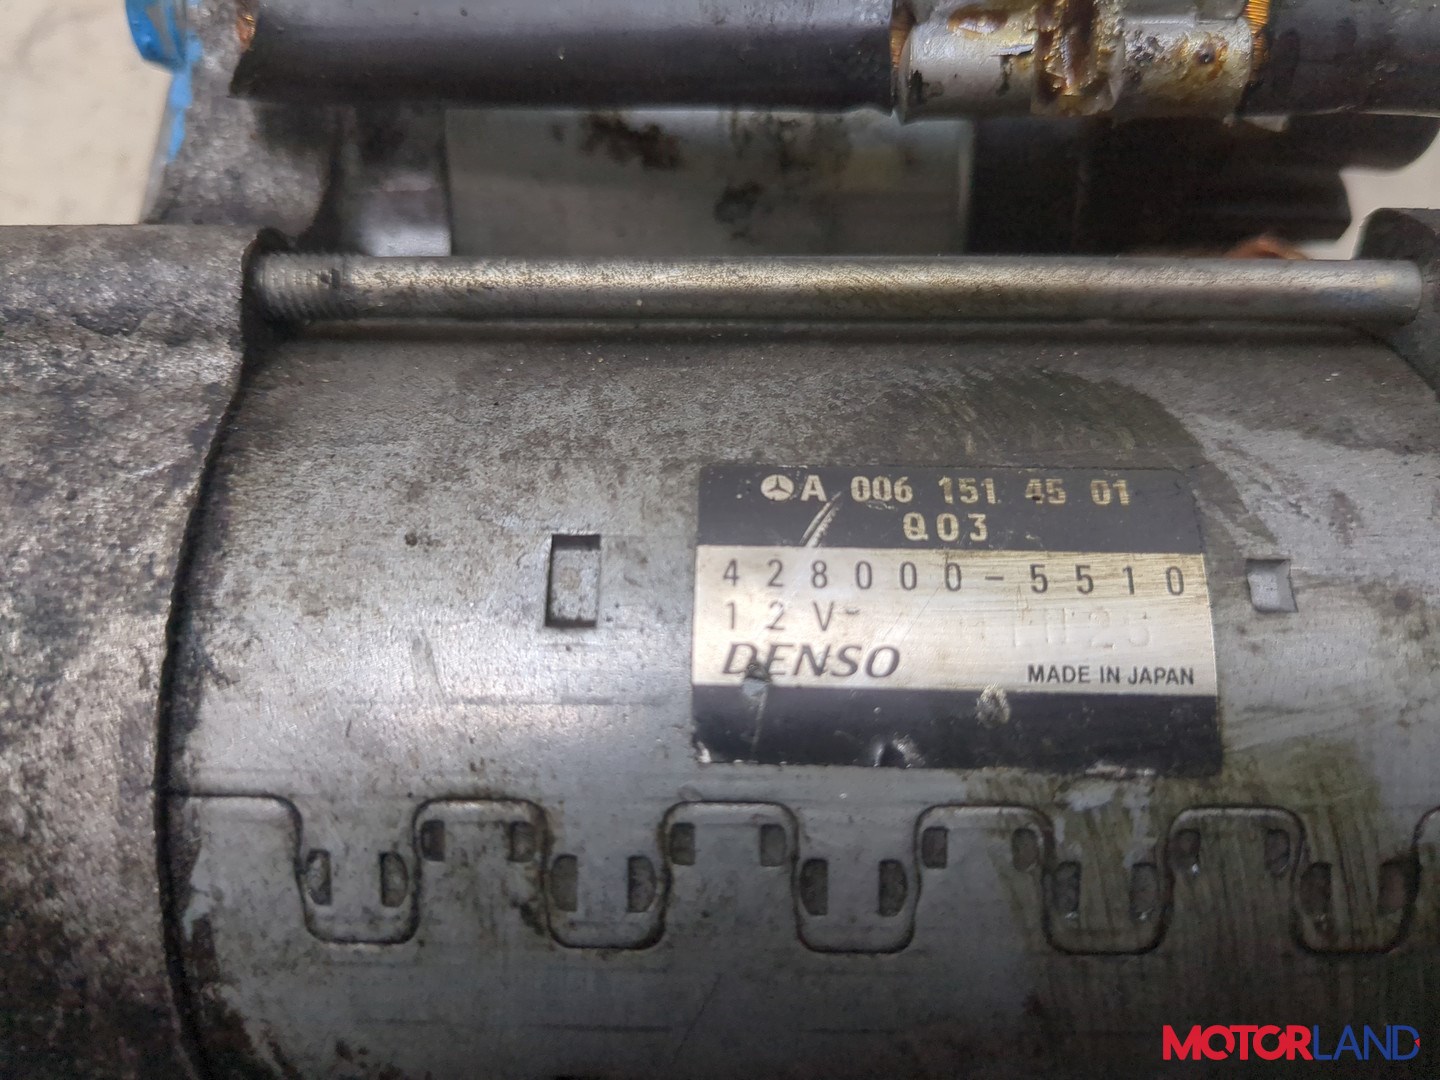 A 006 151 45 01
Q03
428000-5510
12V-
DENSO
MADE IN JAPAN
MOTORLAND